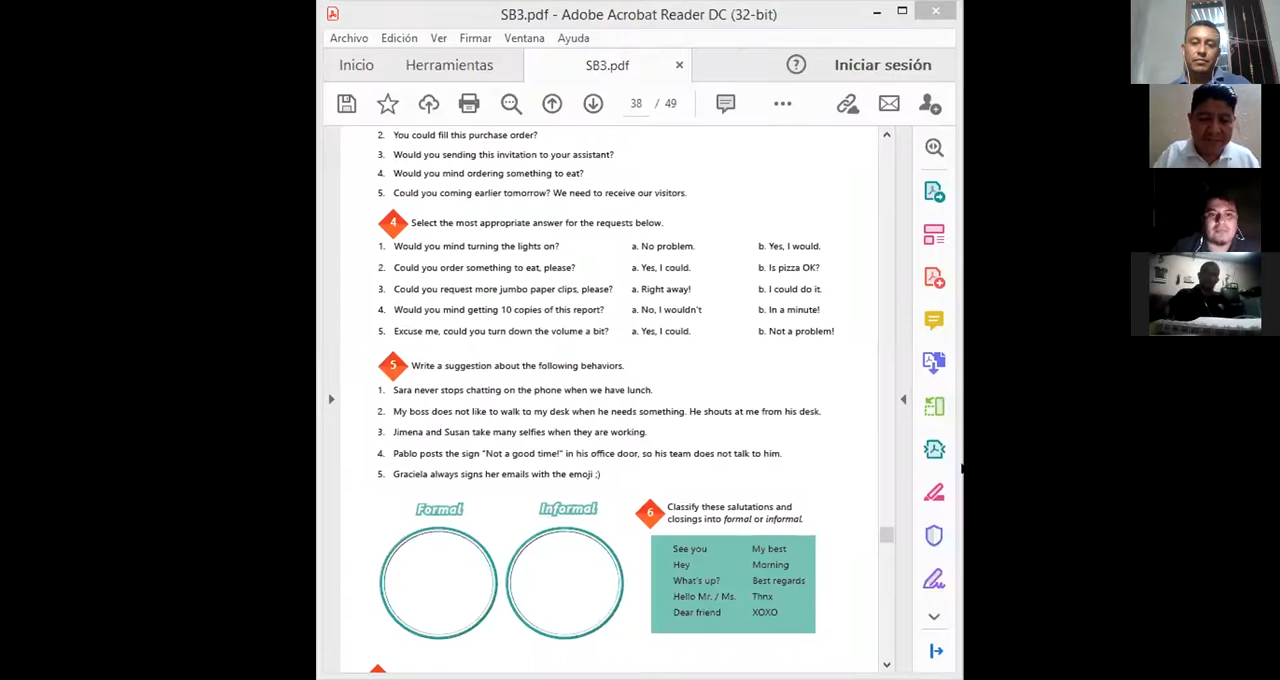 SB3.pdf - Adobe Acrobat Reader DC (32-bit)
Archivo Edición Ver Firmar Ventana Ayuda
Inicio Herramientas SB3.pdf × ? Iniciar sesión
38 / 49
2. You could fill this purchase order?
3. Would you sending this invitation to your assistant?
4. Would you mind ordering something to eat?
5. Could you coming earlier tomorrow? We need to receive our visitors.
4 Select the most appropriate answer for the requests below.
1. Would you mind turning the lights on? a. No problem. b. Yes, I would.
2. Could you order something to eat, please? a. Yes, I could. b. Is pizza OK?
3. Could you request more jumbo paper clips, please? a. Right away! b. I could do it.
4. Would you mind getting 10 copies of this report? a. No, I wouldn't b. In a minute!
5. Excuse me, could you turn down the volume a bit? a. Yes, I could. b. Not a problem!
5 Write a suggestion about the following behaviors.
1. Sara never stops chatting on the phone when we have lunch.
2. My boss does not like to walk to my desk when he needs something. He shouts at me from his desk.
3. Jimena and Susan take many selfies when they are working.
4. Pablo posts the sign "Not a good time!" in his office door, so his team does not talk to him.
5. Graciela always signs her emails with the emoji ;)
Formal Informal
6 Classify these salutations and
closings into formal or informal.
See you My best
Hey Morning
What's up? Best regards
Hello Mr. / Ms. Thnx
Dear friend XOXO